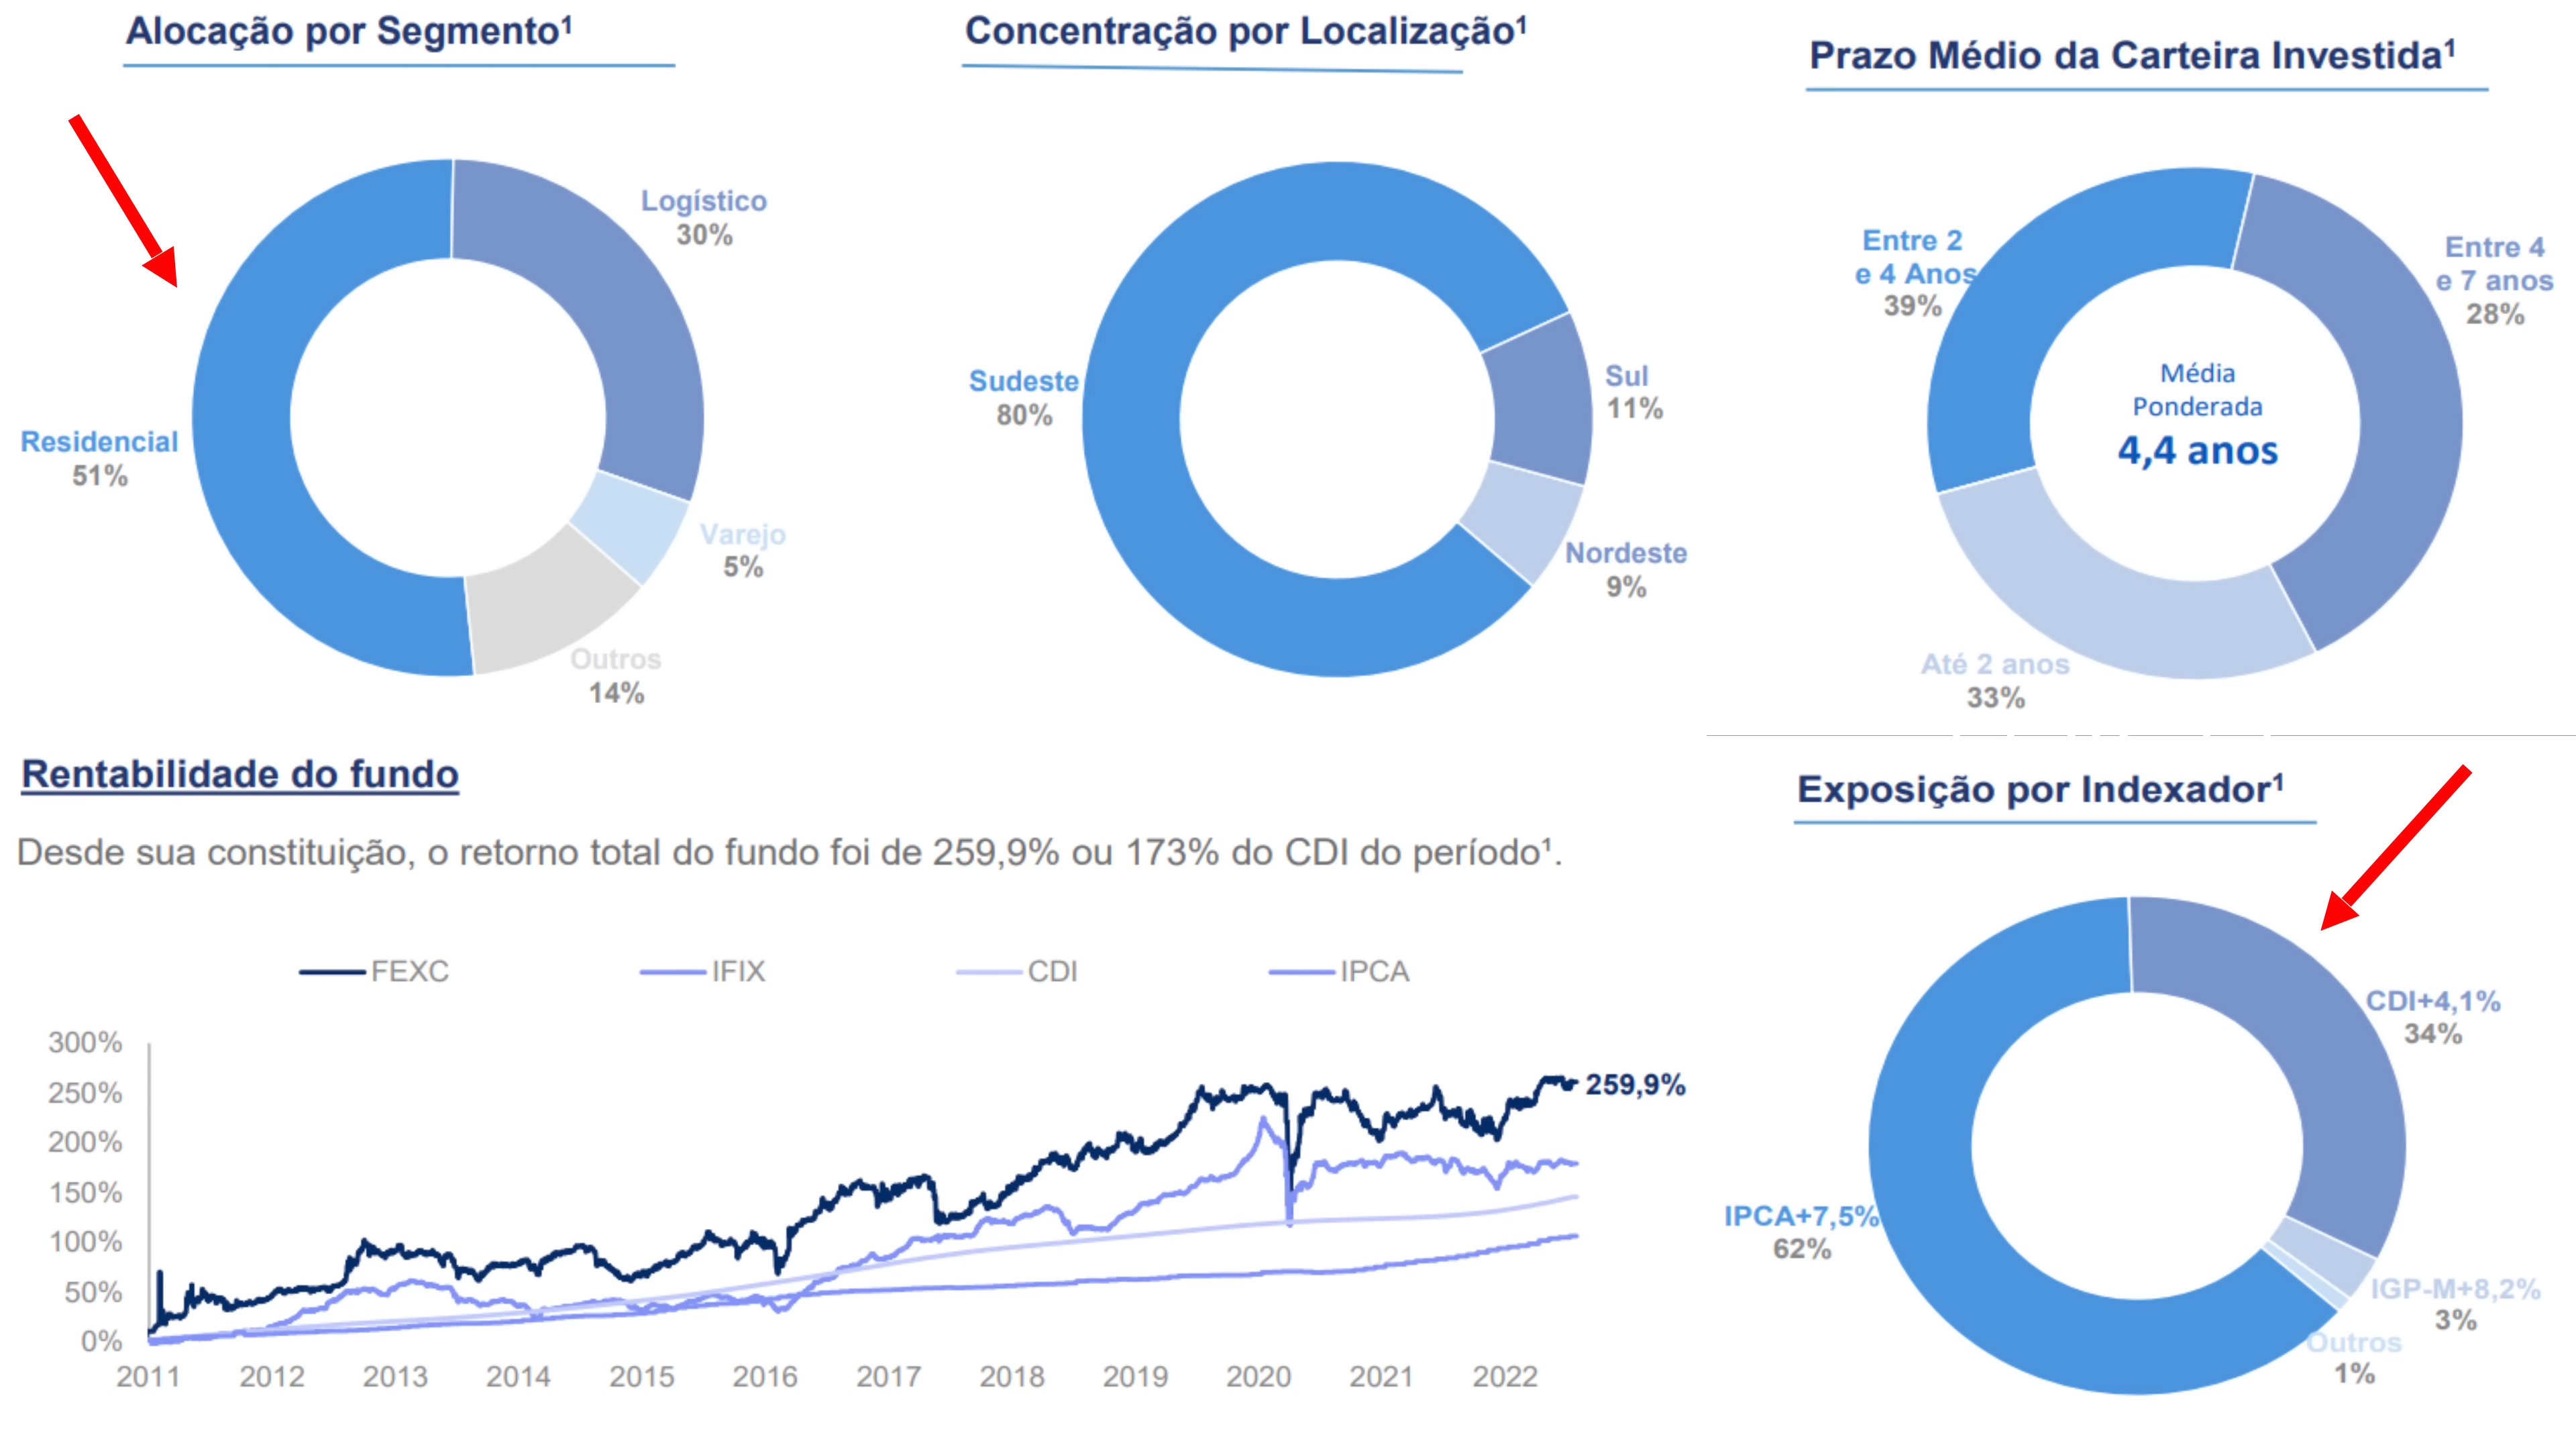 Alocação por Segmento¹
Logístico
30%
Residencial
51%
Varejo
5%
Outros
14%
Concentração por Localização¹
Sudeste
80%
Sul
11%
Nordeste
9%
Prazo Médio da Carteira Investida¹
Entre 2
e 4 Anos
39%
Entre 4
e 7 anos
28%
Média
Ponderada
4,4 anos
Até 2 anos
33%
Rentabilidade do fundo
Desde sua constituição, o retorno total do fundo foi de 259,9% ou 173% do CDI do período¹.
FEXC IFIX CDI IPCA
300%
250%
200%
150%
100%
50%
0%
259,9%
2011 2012 2013 2014 2015 2016 2017 2018 2019 2020 2021 2022
Exposição por Indexador¹
CDI+4,1%
34%
IPCA+7,5%
62%
IGP-M+8,2%
3%
Outros
1%